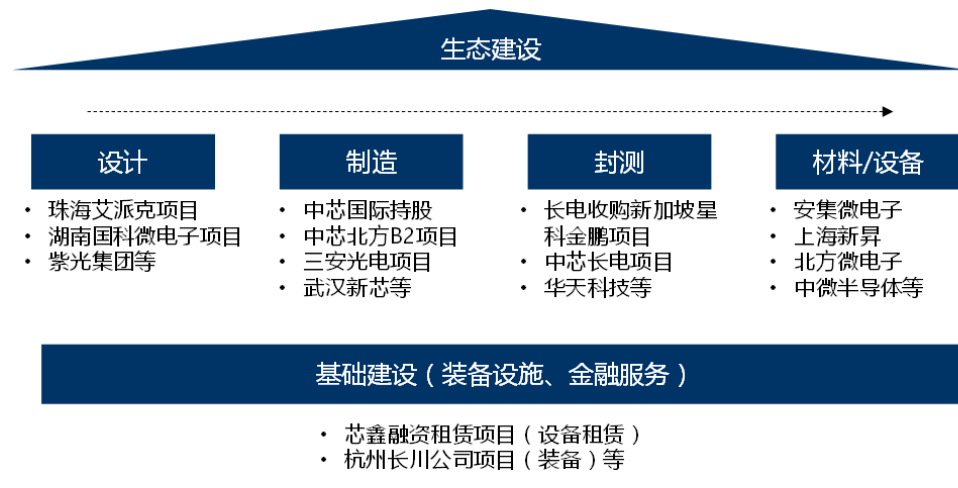 生态建设
设计
• 珠海艾派克项目
• 湖南国科微电子项目
• 紫光集团等
制造
• 中芯国际持股
• 中芯北方B2项目
• 三安光电项目
• 武汉新芯等
封测
• 长电收购新加坡星
科金鹏项目
• 中芯长电项目
• 华天科技等
材料/设备
• 安集微电子
• 上海新昇
• 北方微电子
• 中微半导体等
基础建设（装备设施、金融服务）
• 芯鑫融资租赁项目（设备租赁）
• 杭州长川公司项目（装备）等